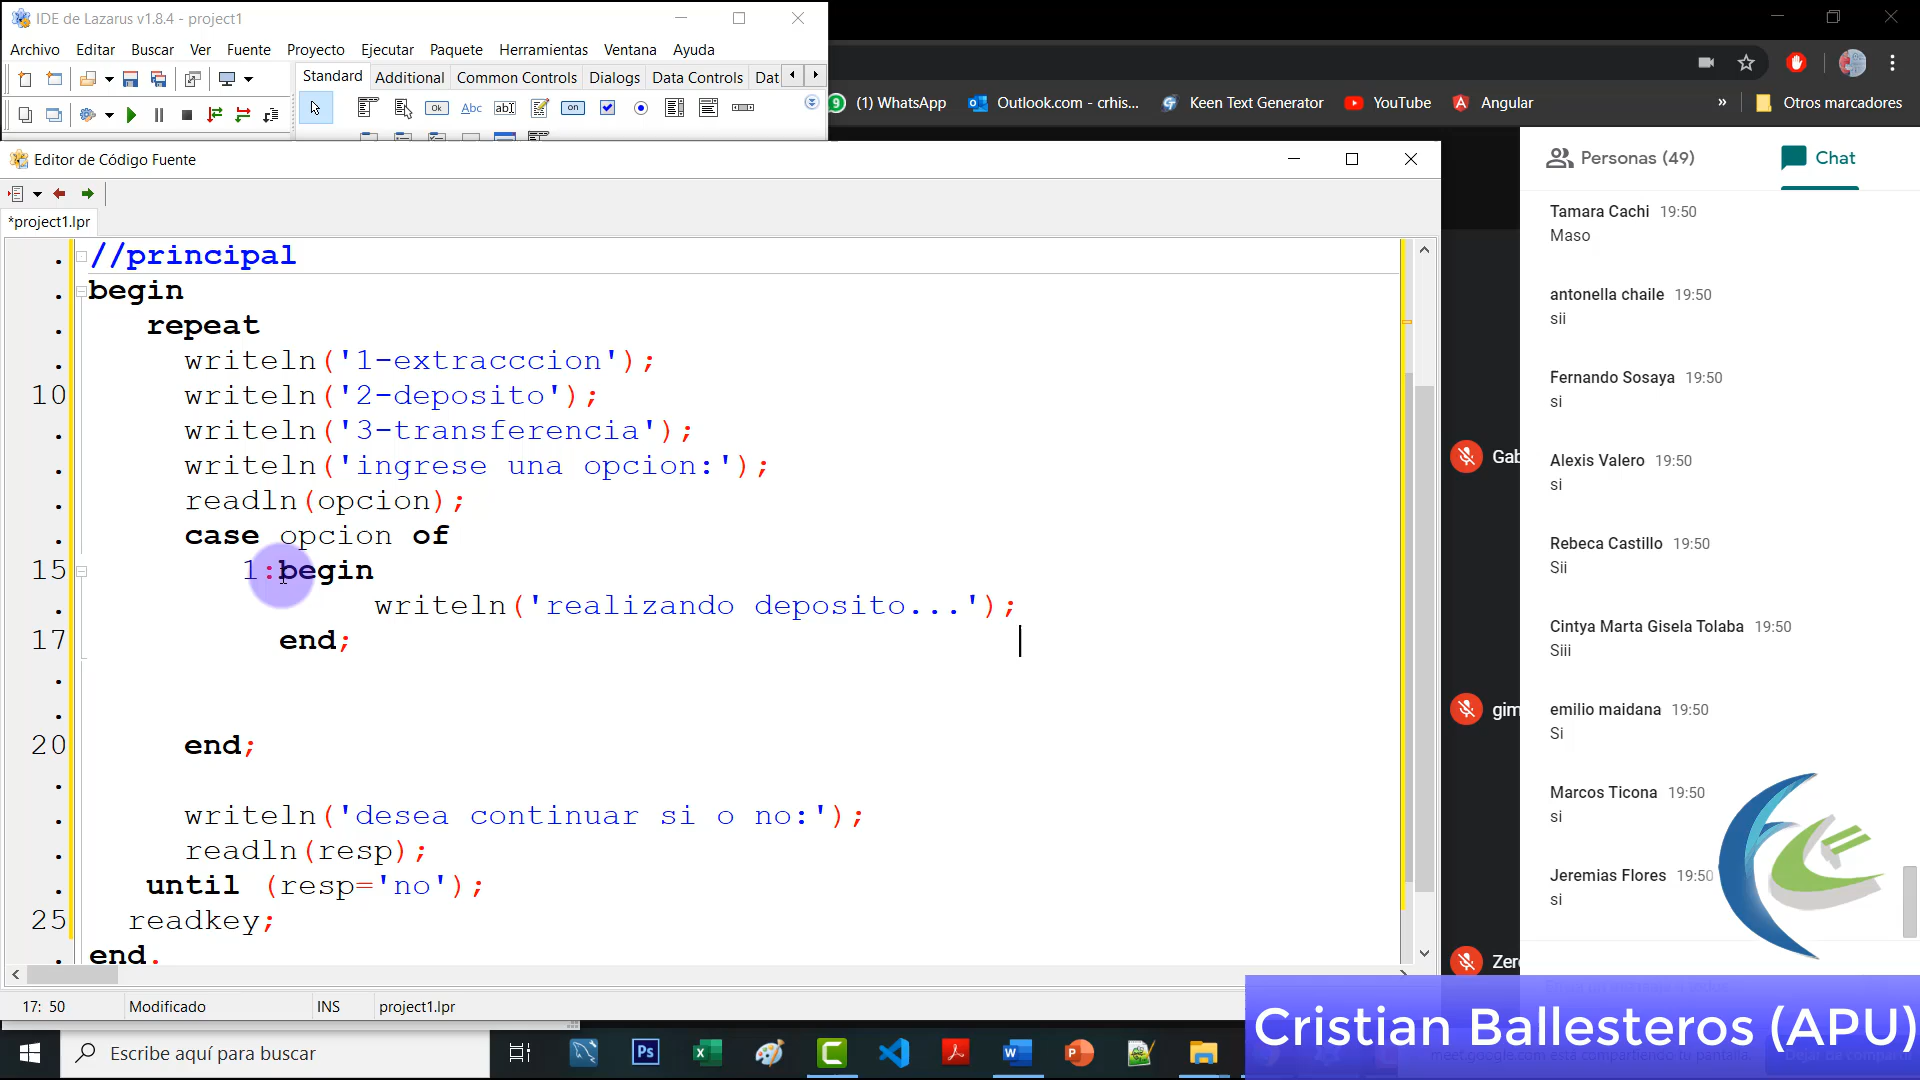 IDE de Lazarus v1.8.4 - project1
Archivo Editar Buscar Ver Fuente Proyecto Ejecutar Paquete Herramientas Ventana Ayuda
Standard Additional Common Controls Dialogs Data Controls Dat
Ok Abc ab on
(1) WhatsApp Outlook.com - crhis... Keen Text Generator YouTube Angular » Otros marcadores
Editor de Código Fuente
*project1.lpr
//principal
begin
repeat
writeln('1-extracccion');
10 writeln('2-deposito');
writeln('3-transferencia');
writeln('ingrese una opcion:');
readln(opcion);
case opcion of
15 1:begin
writeln('realizando deposito...');
17 end;
20 end;
writeln('desea continuar si o no:');
readln(resp);
until (resp='no');
25 readkey;
end.
17: 50 Modificado INS project1.lpr
Gab
gim
Zero
Personas (49) Chat
Tamara Cachi 19:50
Maso
antonella chaile 19:50
sii
Fernando Sosaya 19:50
si
Alexis Valero 19:50
si
Rebeca Castillo 19:50
Sii
Cintya Marta Gisela Tolaba 19:50
Siii
emilio maidana 19:50
Si
Marcos Ticona 19:50
si
Jeremias Flores 19:50
si
Cristian Ballesteros (APU)
Escribe aquí para buscar